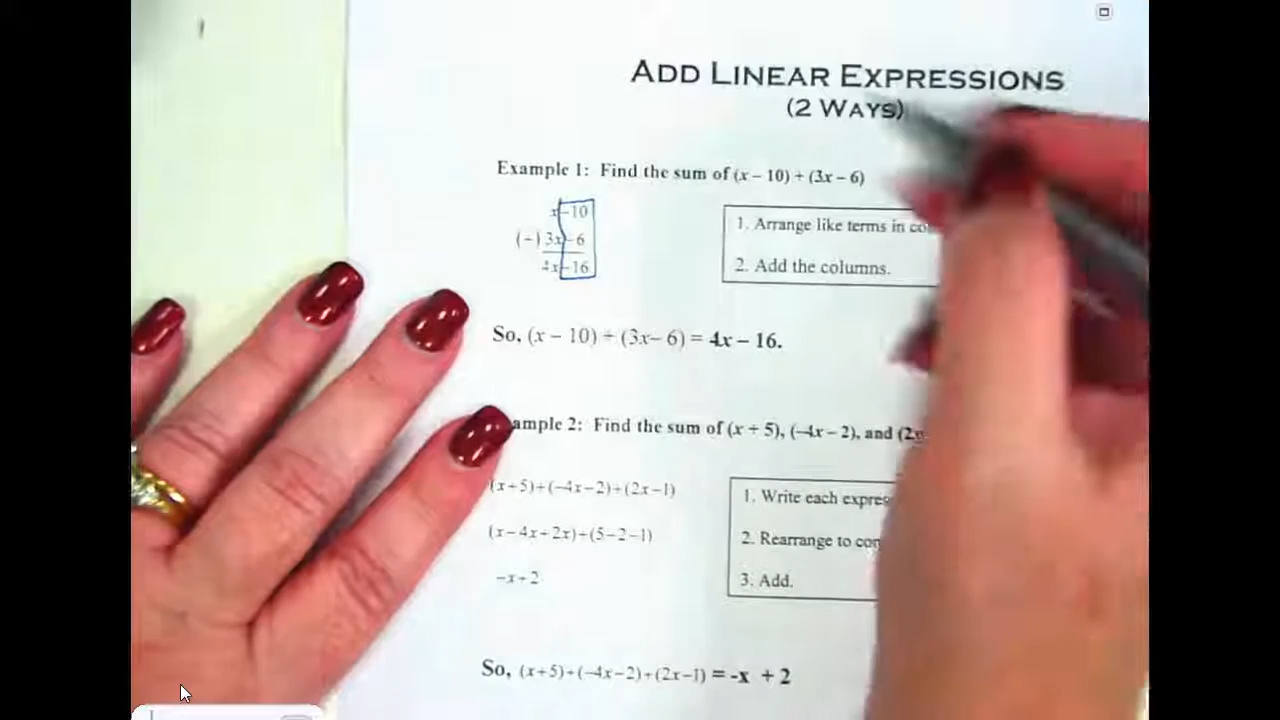 ADD LINEAR EXPRESSIONS
(2 WAYS)
Example 1: Find the sum of (x – 10) + (3x – 6)
x –10
(+) 3x –6
4x –16
1. Arrange like terms in
2. Add the columns.
So, (x – 10) + (3x – 6) = 4x – 16.
ample 2: Find the sum of (x + 5), (–4x – 2), and (2x
(x+5)+(–4x–2)+(2x–1)
(x–4x+2x)+(5–2–1)
–x+2
1. Write each
2. Rearrange to
3. Add.
So, (x+5)+(–4x–2)+(2x–1) = -x + 2